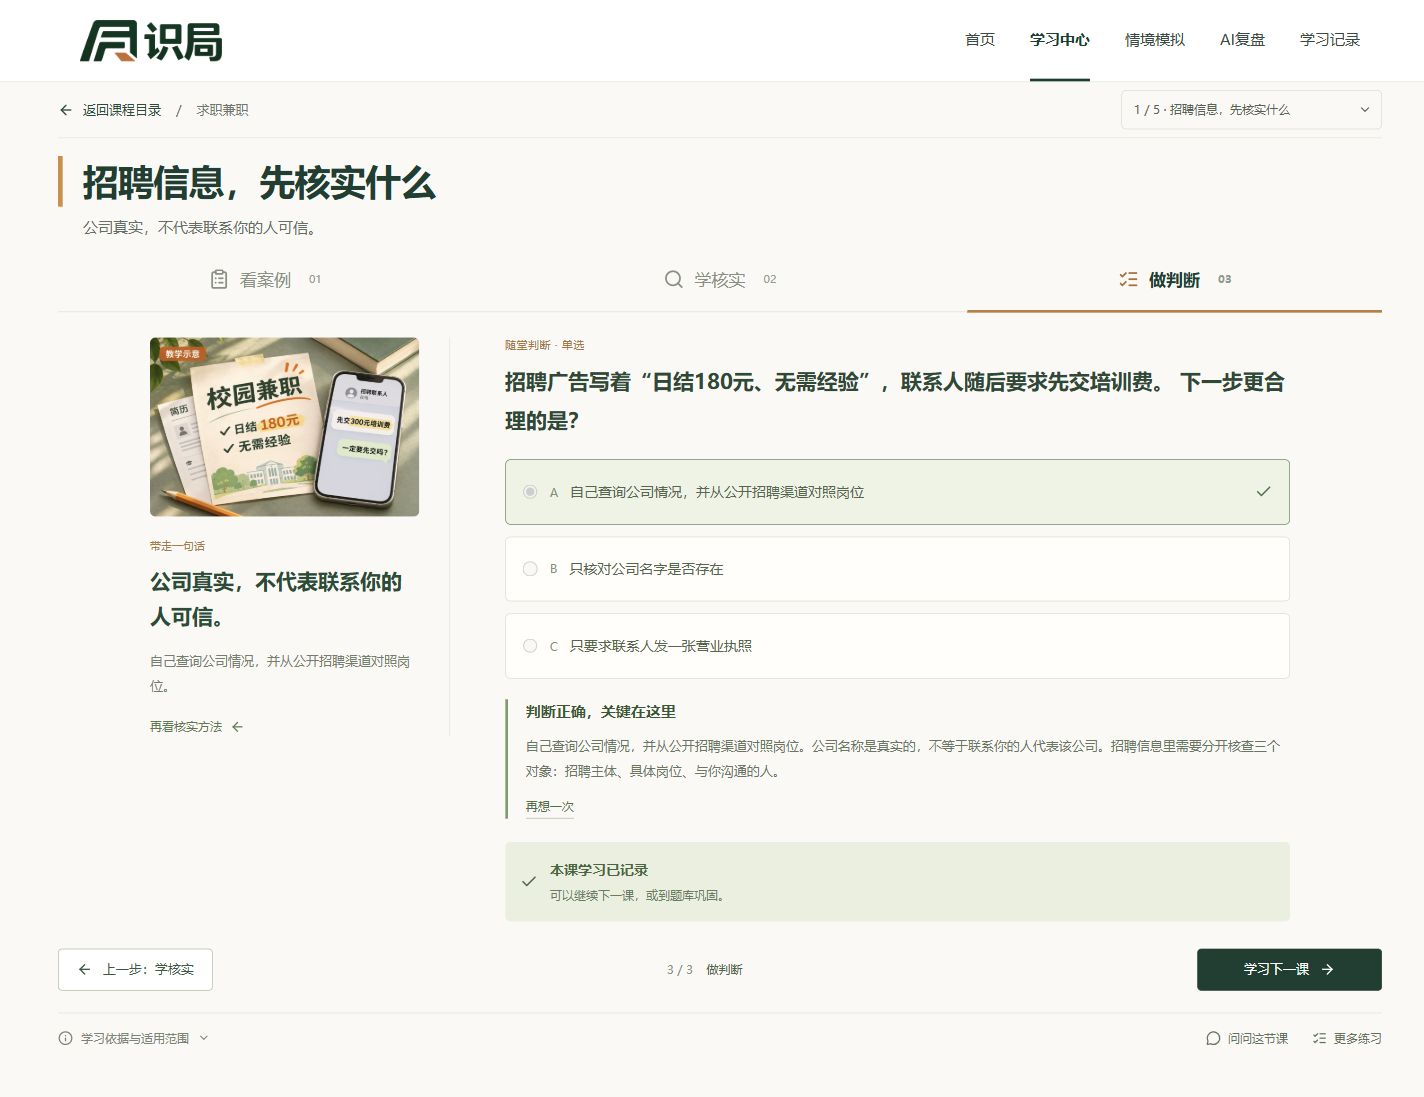 识局
首页
学习中心
情境模拟
AI复盘
学习记录
返回课程目录 / 求职兼职
1 / 5 · 招聘信息，先核实什么
招聘信息，先核实什么
公司真实，不代表联系你的人可信。
看案例 01
学核实 02
做判断 03
教学示意
校园兼职
日结180元
无需经验
简历
招聘联系人
先交300元培训费
一定要先交吗？
带走一句话
公司真实，不代表联系你的
人可信。
自己查询公司情况，并从公开招聘渠道对照岗
位。
再看核实方法
随堂判断 · 单选
招聘广告写着“日结180元、无需经验”，联系人随后要求先交培训费。 下一步更合
理的是？
A 自己查询公司情况，并从公开招聘渠道对照岗位
B 只核对公司名字是否存在
C 只要求联系人发一张营业执照
判断正确，关键在这里
自己查询公司情况，并从公开招聘渠道对照岗位。公司名称是真实的，不等于联系你的人代表该公司。招聘信息里需要分开核查三个
对象：招聘主体、具体岗位、与你沟通的人。
再想一次
本课学习已记录
可以继续下一课，或到题库巩固。
上一步：学核实
3 / 3 做判断
学习下一课
学习依据与适用范围
问问这节课
更多练习